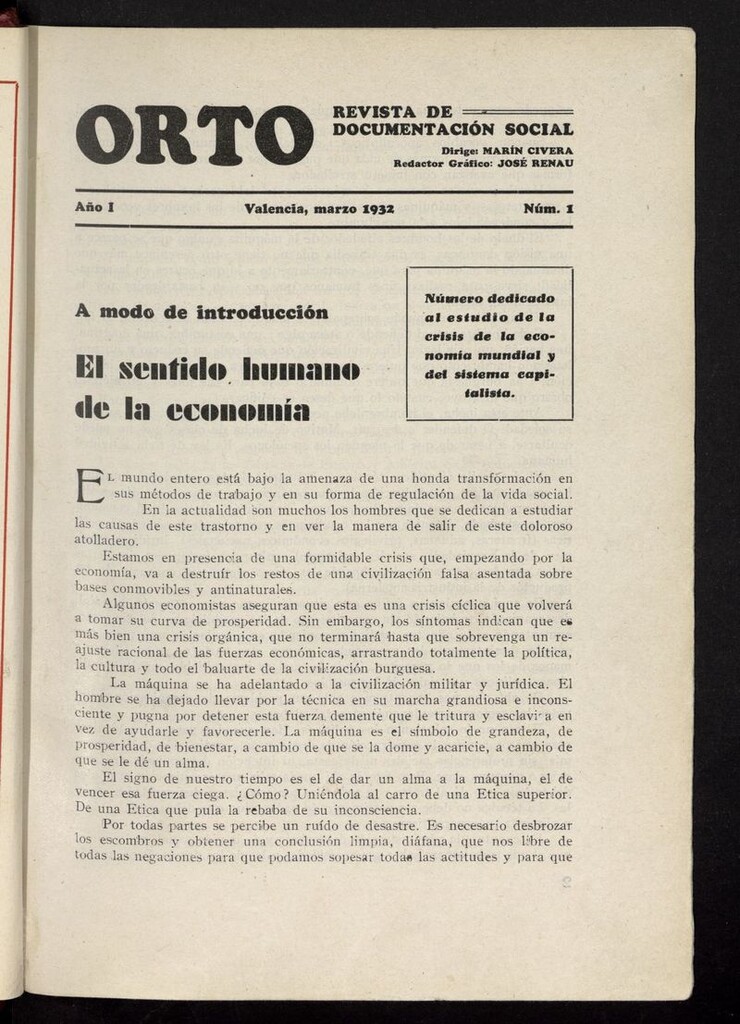 ORTO
REVISTA DE
DOCUMENTACIÓN SOCIAL
Dirige: MARÍN CIVERA
Redactor Gráfico: JOSÉ RENAU
Año I Valencia, marzo 1932 Núm. 1
A modo de introducción
El sentido humano
de la economía
Número dedicado
al estudio de la
crisis de la eco-
nomía mundial y
del sistema capi-
talista.
EL mundo entero está bajo la amenaza de una honda transformación en
sus métodos de trabajo y en su forma de regulación de la vida social.
En la actualidad son muchos los hombres que se dedican a estudiar
las causas de este trastorno y en ver la manera de salir de este doloroso
atolladero.
Estamos en presencia de una formidable crisis que, empezando por la
economía, va a destruír los restos de una civilización falsa asentada sobre
bases conmovibles y antinaturales.
Algunos economistas aseguran que esta es una crisis cíclica que volverá
a tomar su curva de prosperidad. Sin embargo, los síntomas indican que es
más bien una crisis orgánica, que no terminará hasta que sobrevenga un re-
ajuste racional de las fuerzas económicas, arrastrando totalmente la política,
la cultura y todo el baluarte de la civilización burguesa.
La máquina se ha adelantado a la civilización militar y jurídica. El
hombre se ha dejado llevar por la técnica en su marcha grandiosa e incons-
ciente y pugna por detener esta fuerza demente que le tritura y esclaviza en
vez de ayudarle y favorecerle. La máquina es el símbolo de grandeza, de
prosperidad, de bienestar, a cambio de que se la dome y acaricie, a cambio de
que se le dé un alma.
El signo de nuestro tiempo es el de dar un alma a la máquina, el de
vencer esa fuerza ciega. ¿Cómo? Uniéndola al carro de una Etica superior.
De una Etica que pula la rebaba de su inconsciencia.
Por todas partes se percibe un ruído de desastre. Es necesario desbrozar
los escombros y obtener una conclusión limpia, diáfana, que nos libre de
todas las negaciones para que podamos sopesar todas las actitudes y para que